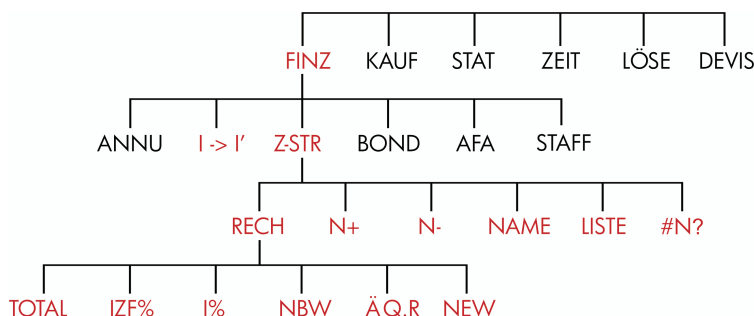 FINZ KAUF STAT ZEIT LÖSE DEVIS
ANNU I -> I' Z-STR BOND AFA STAFF
RECH N+ N- NAME LISTE #N?
TOTAL IZF% I% NBW ÄQ.R NEW